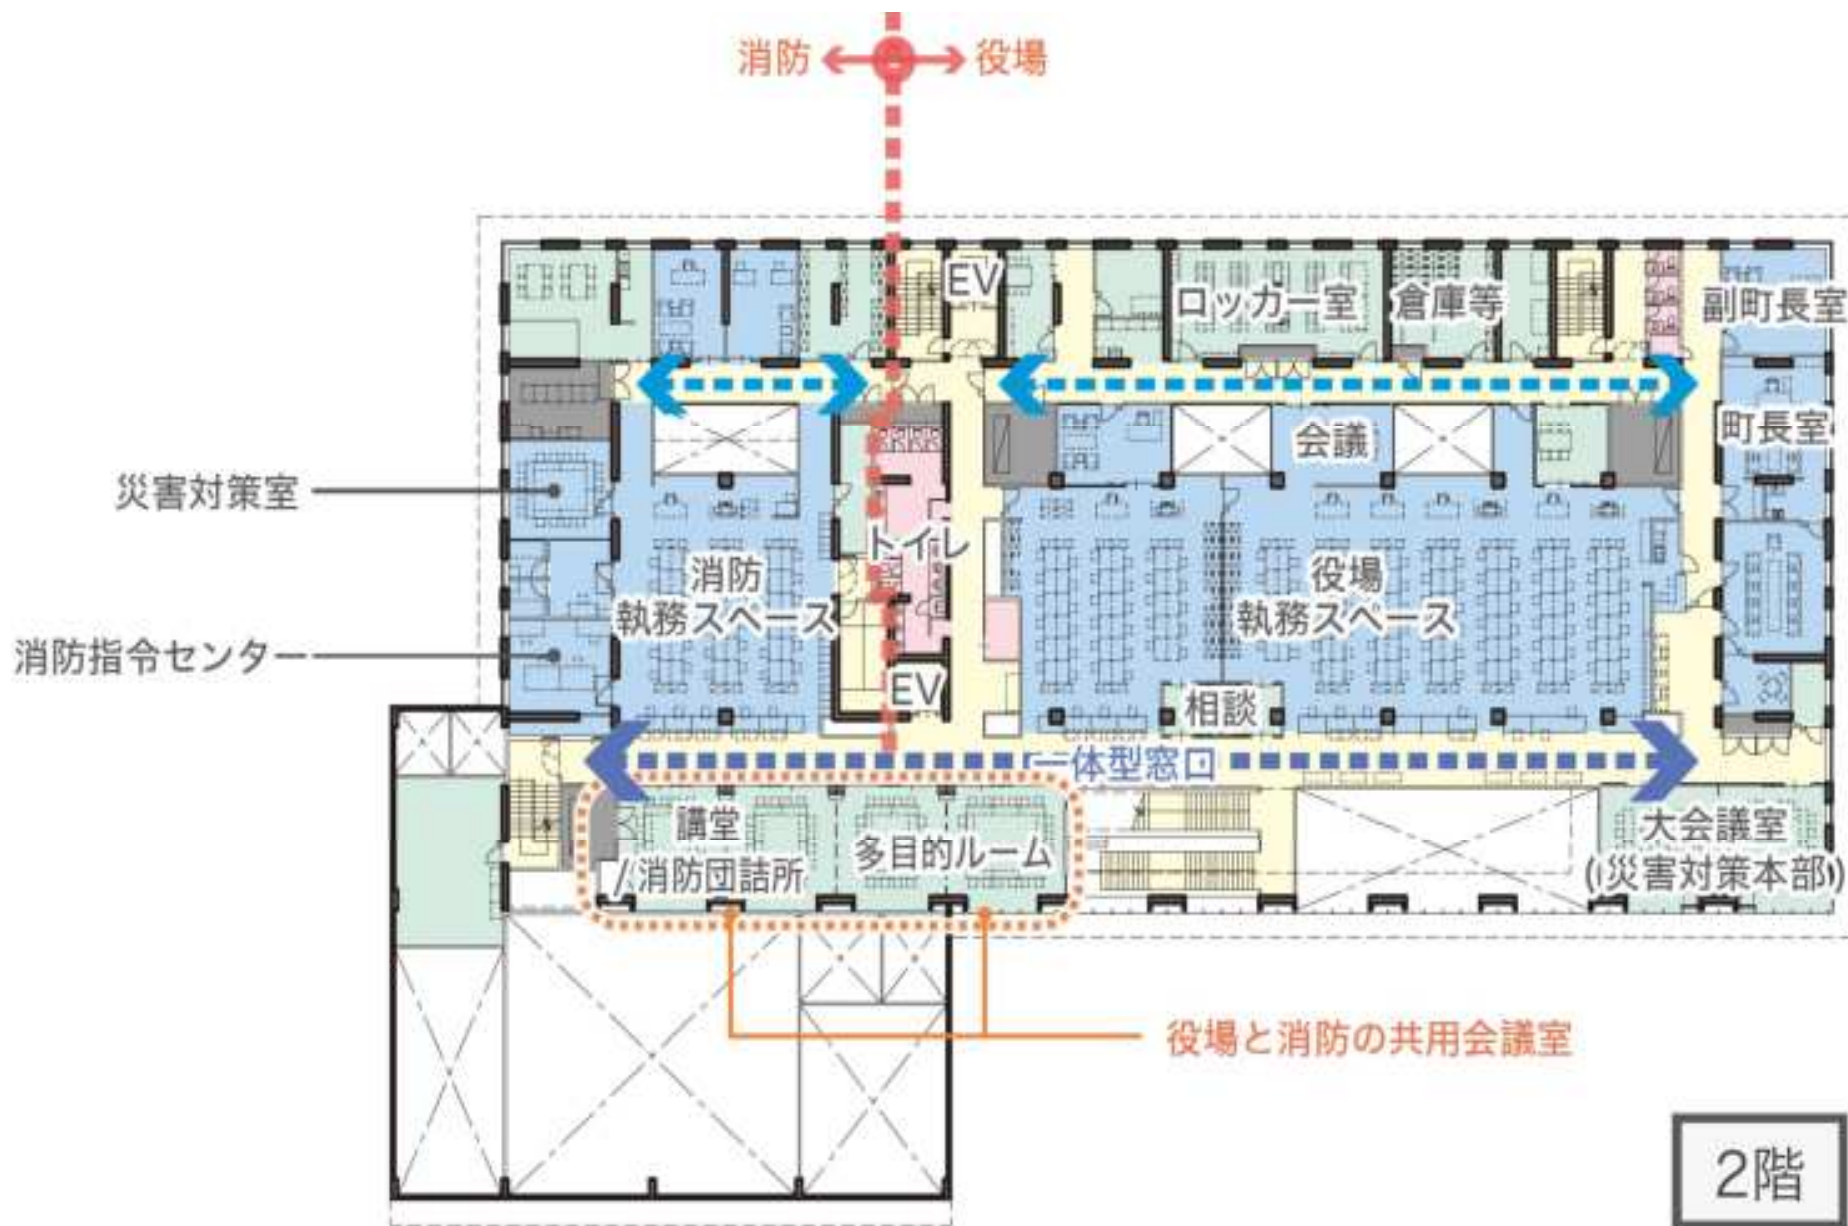 消防
役場
EV
ロッカー室
倉庫等
副町長室
会議
町長室
災害対策室
トイレ
消防
執務スペース
役場
執務スペース
消防指令センター
EV
相談
一体型窓口
講堂
/消防団詰所
多目的ルーム
大会議室
(災害対策本部)
役場と消防の共用会議室
2階